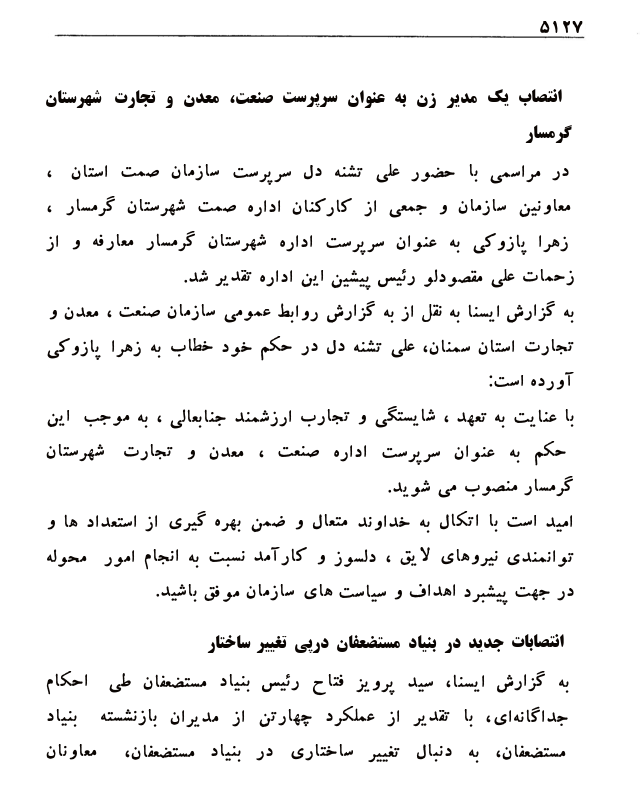 ۵۱۲۷
انتصاب یک مدیر زن به عنوان سرپرست صنعت، معدن و تجارت شهرستان
گرمسار
در مراسمی با حضور علی تشنه دل سرپرست سازمان صمت استان ،
معاونین سازمان و جمعی از کارکنان اداره صمت شهرستان گرمسار ،
زهرا پازوکی به عنوان سرپرست اداره شهرستان گرمسار معارفه و از
زحمات علی مقصودلو رئیس پیشین این اداره تقدیر شد.
به گزارش ایسنا به نقل از به گزارش روابط عمومی سازمان صنعت ، معدن و
تجارت استان سمنان، علی تشنه دل در حکم خود خطاب به زهرا پازوکی
آورده است:
با عنایت به تعهد ، شایستگی و تجارب ارزشمند جنابعالی ، به موجب این
حکم به عنوان سرپرست اداره صنعت ، معدن و تجارت شهرستان
گرمسار منصوب می شوید.
امید است با اتکال به خداوند متعال و ضمن بهره گیری از استعداد ها و
توانمندی نیروهای لایق ، دلسوز و کارآمد نسبت به انجام امور محوله
در جهت پیشبرد اهداف و سیاست های سازمان موفق باشید.
انتصابات جدید در بنیاد مستضعفان درپی تغییر ساختار
به گزارش ایسنا، سید پرویز فتاح رئیس بنیاد مستضعفان طی احکام
جداگانه‌ای، با تقدیر از عملکرد چهارتن از مدیران بازنشسته بنیاد
مستضعفان، به دنبال تغییر ساختاری در بنیاد مستضعفان، معاونان